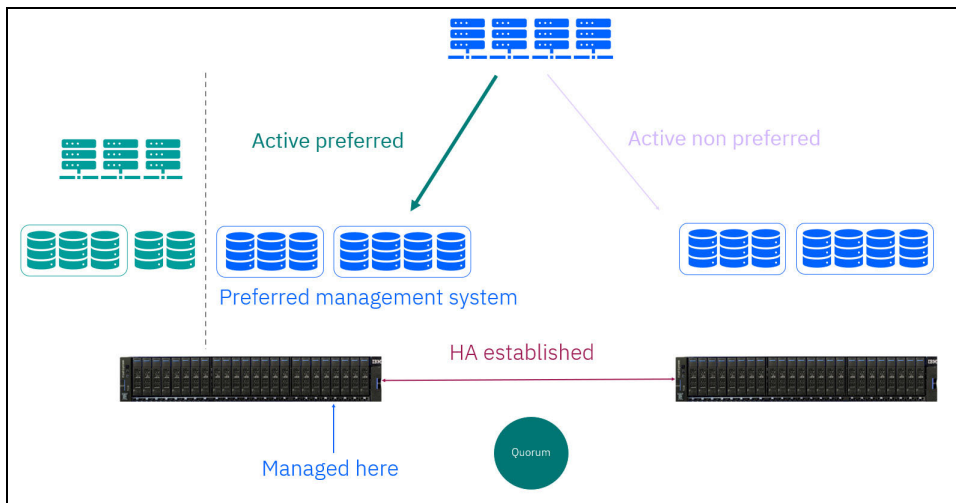 Active preferred
Active non preferred
Preferred management system
HA established
Managed here
Quorum